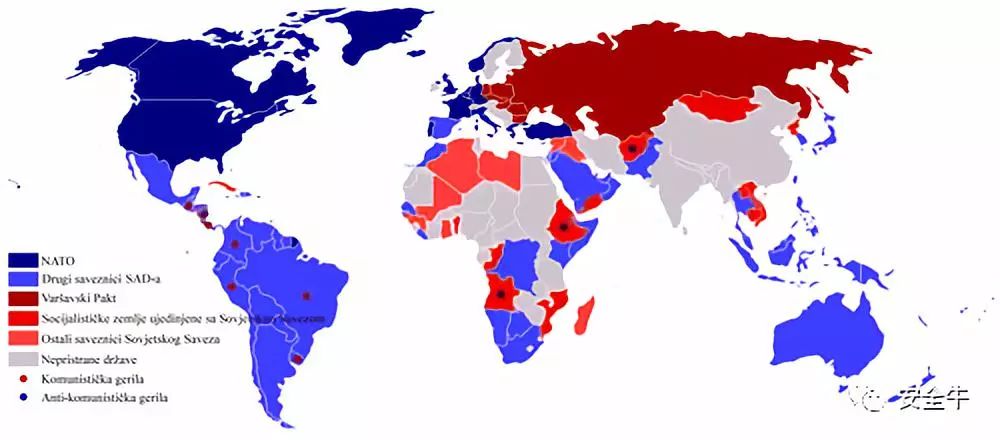 NATO
Drugi saveznici SAD-a
Varšavski Pakt
Socijalističke zemlje ujedinjene sa Sovjetskim Savezom
Ostali saveznici Sovjetskog Saveza
Nepristrane države
Komunistička gerila
Anti-komunistička gerila
安全牛